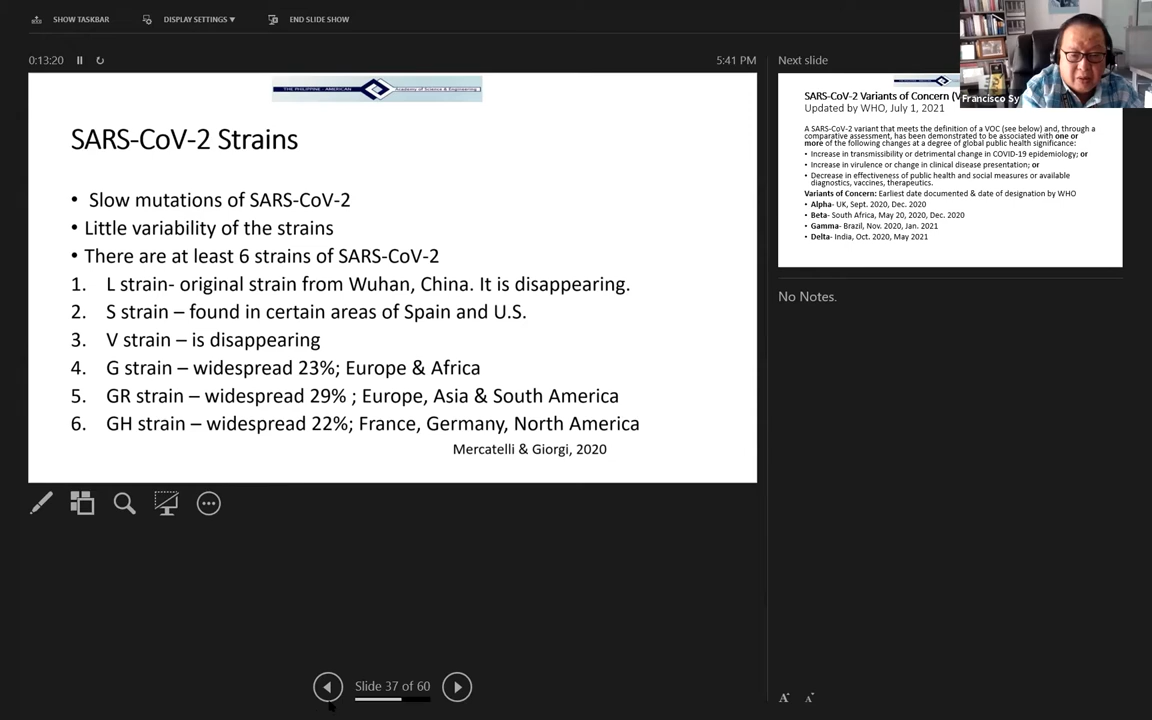 SHOW TASKBAR
DISPLAY SETTINGS ▼
END SLIDE SHOW
0:13:20
5:41 PM
THE PHILIPPINE - AMERICAN Academy of Science & Engineering
SARS-CoV-2 Strains
• Slow mutations of SARS-CoV-2
• Little variability of the strains
• There are at least 6 strains of SARS-CoV-2
1. L strain- original strain from Wuhan, China. It is disappearing.
2. S strain – found in certain areas of Spain and U.S.
3. V strain – is disappearing
4. G strain – widespread 23%; Europe & Africa
5. GR strain – widespread 29% ; Europe, Asia & South America
6. GH strain – widespread 22%; France, Germany, North America
Mercatelli & Giorgi, 2020
Slide 37 of 60
Next slide
Francisco Sy
SARS-CoV-2 Variants of Concern (V
Updated by WHO, July 1, 2021
A SARS-CoV-2 variant that meets the definition of a VOC (see below) and, through a
comparative assessment, has been demonstrated to be associated with one or
more of the following changes at a degree of global public health significance:
• Increase in transmissibility or detrimental change in COVID-19 epidemiology; or
• Increase in virulence or change in clinical disease presentation; or
• Decrease in effectiveness of public health and social measures or available
diagnostics, vaccines, therapeutics.
Variants of Concern: Earliest date documented & date of designation by WHO
• Alpha- UK, Sept. 2020, Dec. 2020
• Beta- South Africa, May 20, 2020, Dec. 2020
• Gamma- Brazil, Nov. 2020, Jan. 2021
• Delta- India, Oct. 2020, May 2021
No Notes.
A A